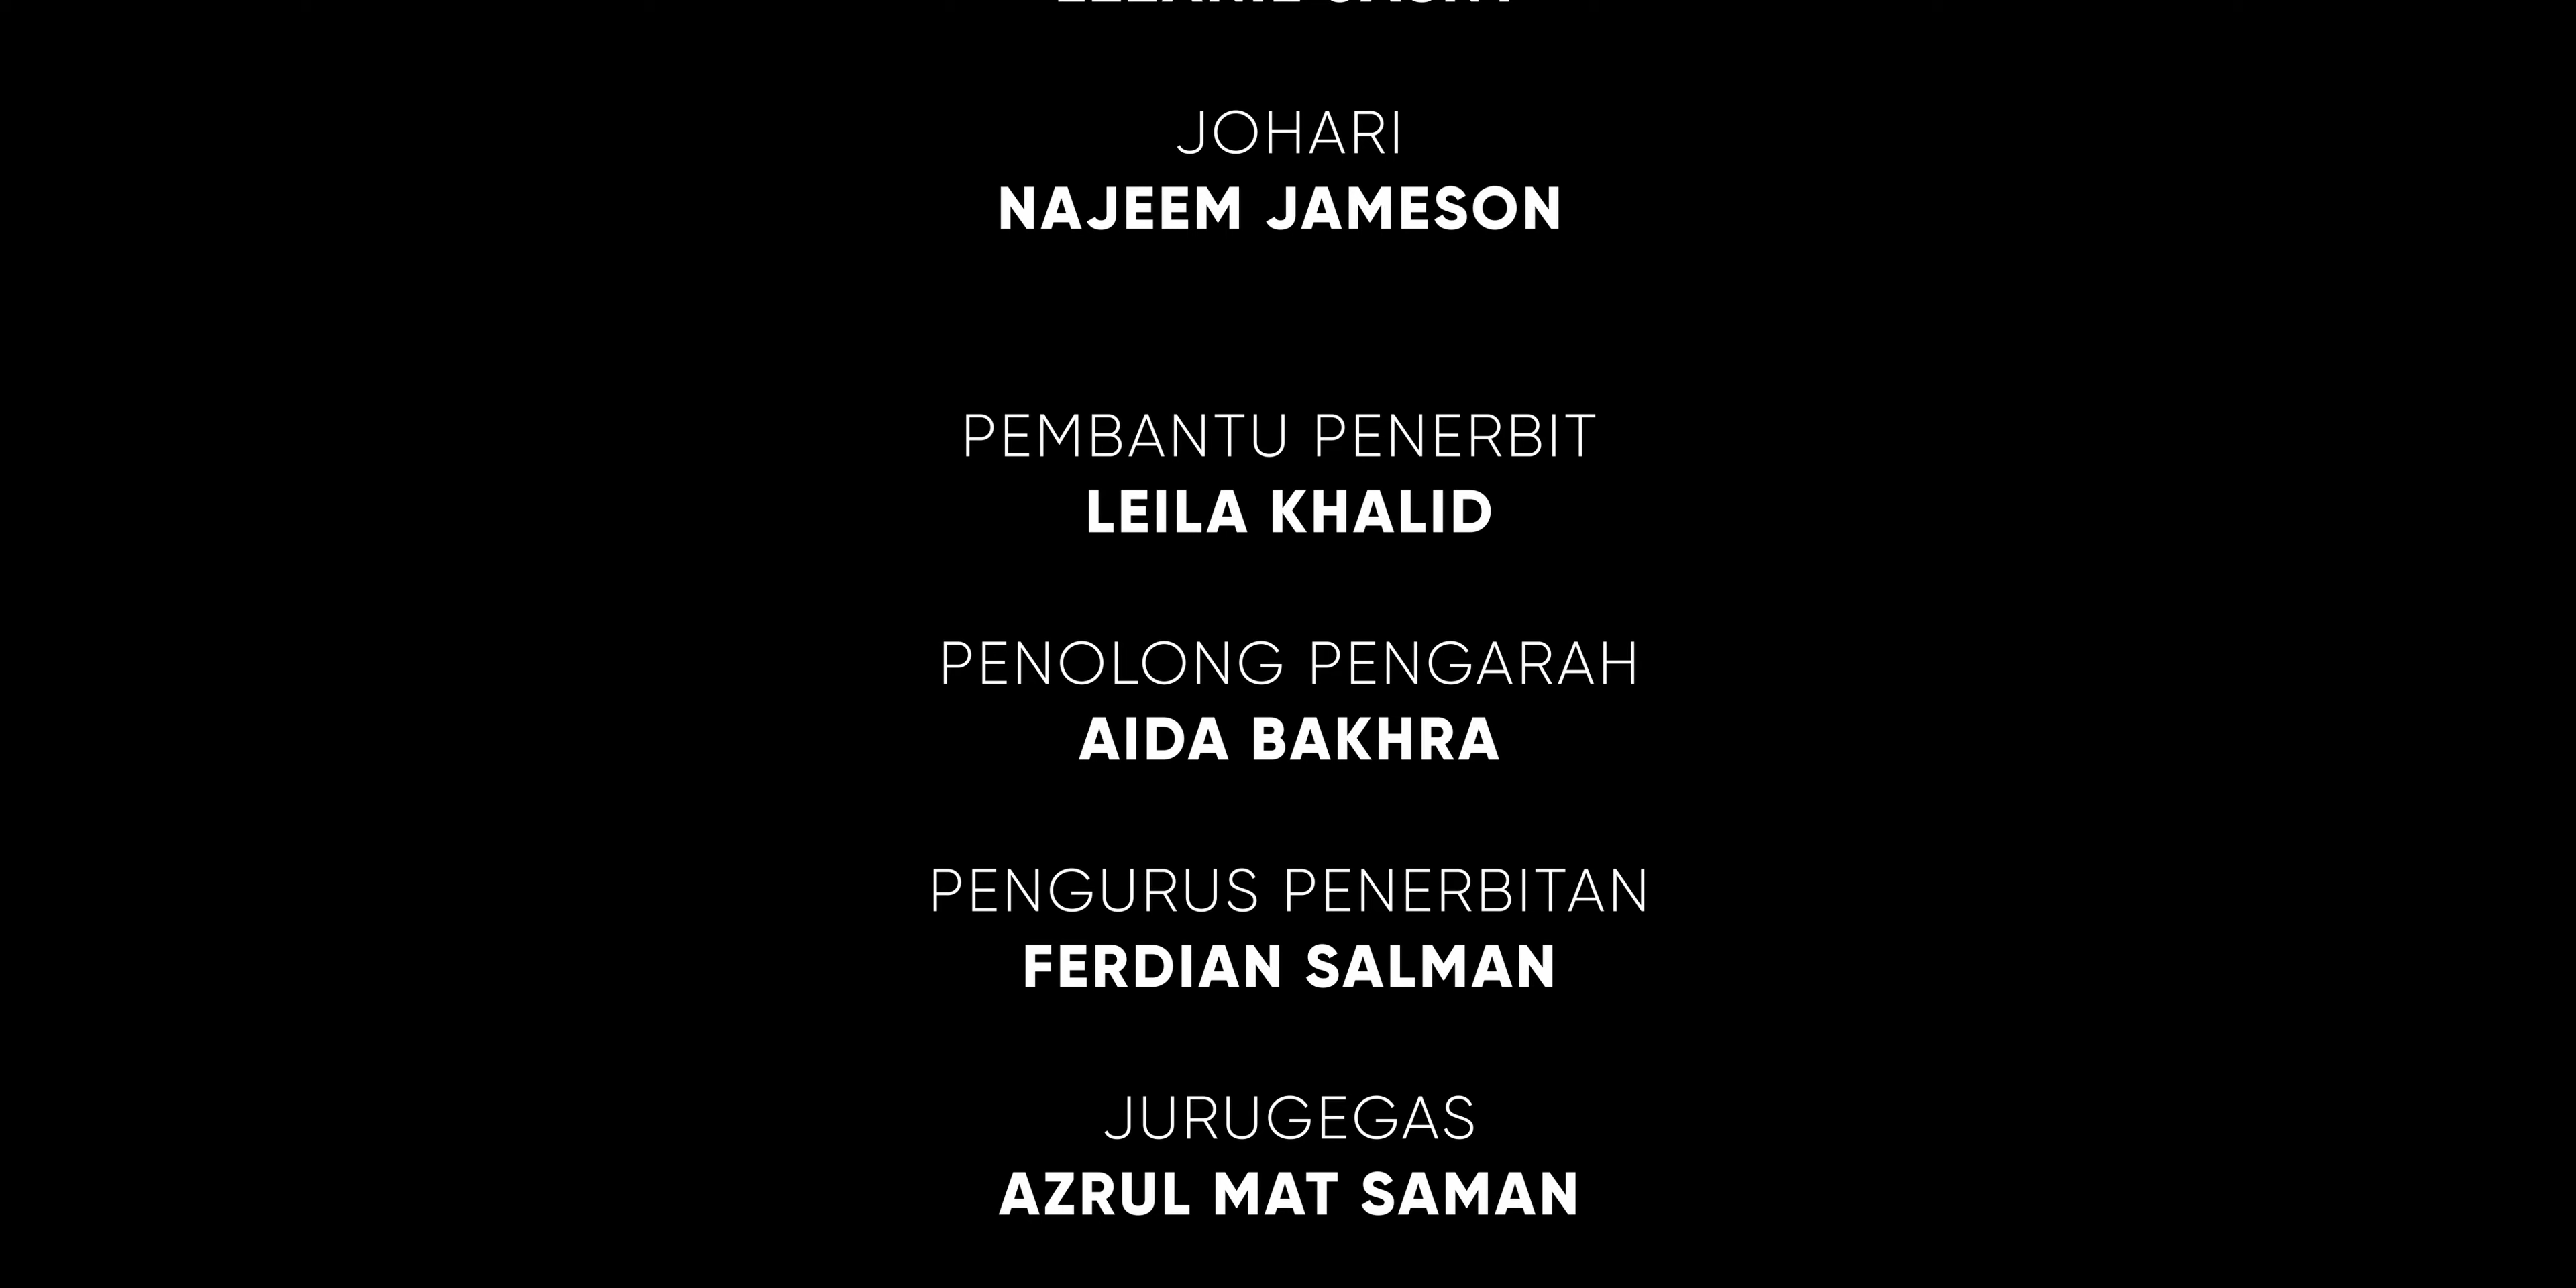 JOHARI
NAJEEM JAMESON
PEMBANTU PENERBIT
LEILA KHALID
PENOLONG PENGARAH
AIDA BAKHRA
PENGURUS PENERBITAN
FERDIAN SALMAN
JURUGEGAS
AZRUL MAT SAMAN